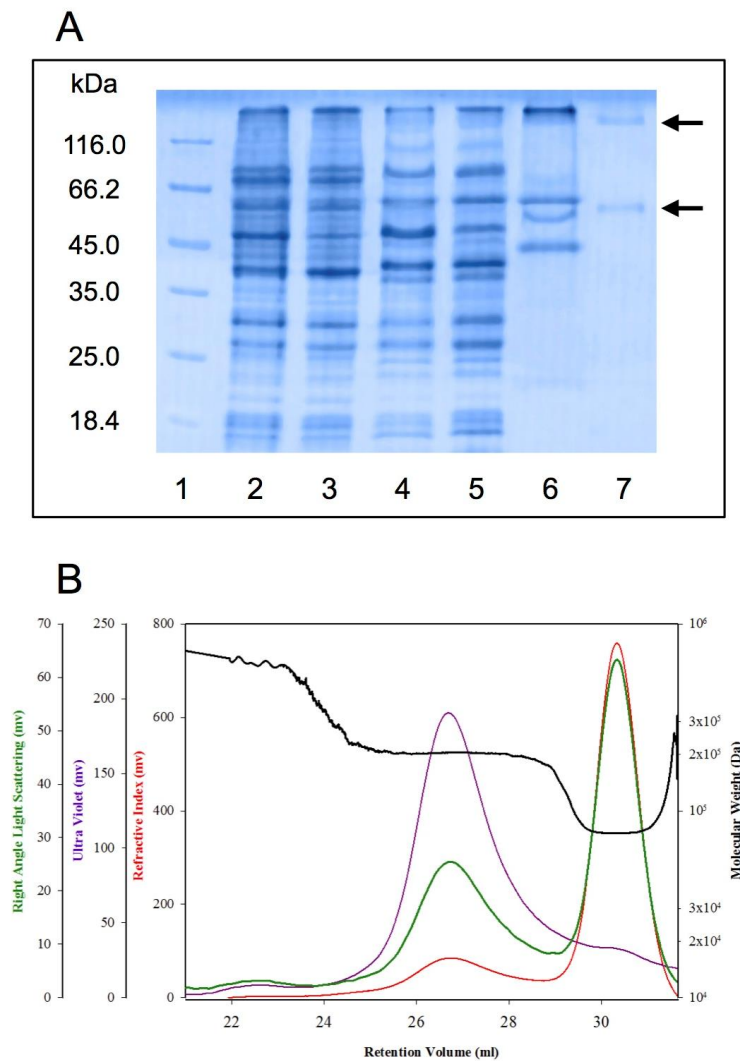 A
kDa
116.0
66.2
45.0
35.0
25.0
18.4
1 2 3 4 5 6 7
B
Right Angle Light Scattering (mv)
70
60
50
40
30
20
10
0
Ultra Violet (mv)
250
200
150
100
50
0
Refractive Index (mv)
800
600
400
200
0
10⁶
3x10⁵
2x10⁵
10⁵
3x10⁴
2x10⁴
10⁴
Molecular Weight (Da)
22 24 26 28 30
Retention Volume (ml)